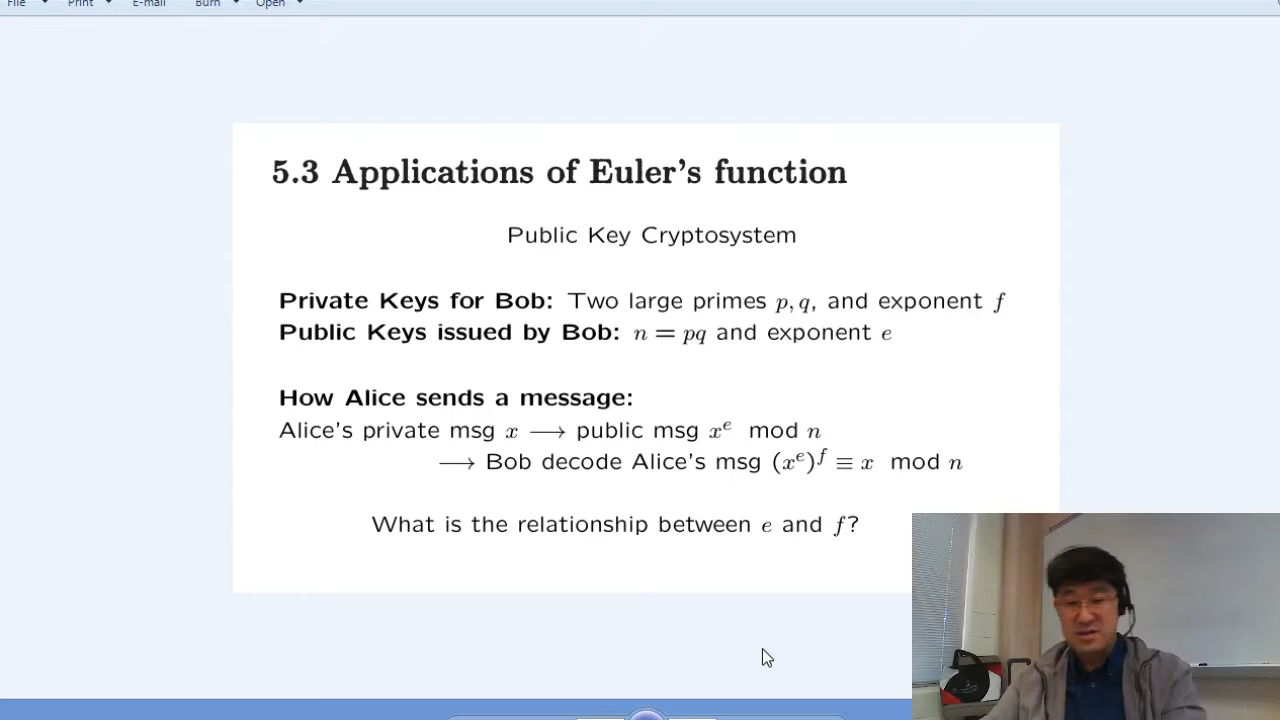 File Print E-mail Burn Open
5.3 Applications of Euler's function
Public Key Cryptosystem
Private Keys for Bob: Two large primes p, q, and exponent f
Public Keys issued by Bob: n = pq and exponent e
How Alice sends a message:
Alice's private msg x ⟶ public msg xᵉ mod n
⟶ Bob decode Alice's msg (xᵉ)ᶠ ≡ x mod n
What is the relationship between e and f?